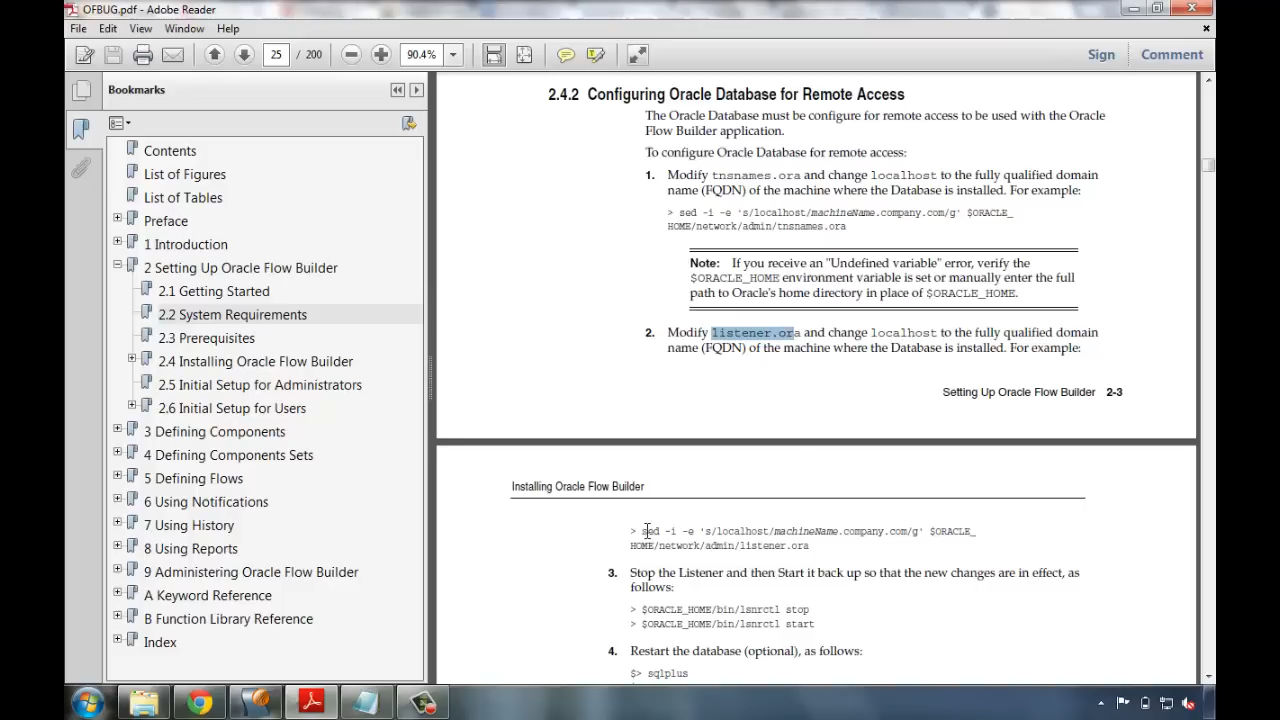 OFBUG.pdf - Adobe Reader
File Edit View Window Help
25 / 200 90.4% Sign Comment
Bookmarks
Contents
List of Figures
List of Tables
Preface
1 Introduction
2 Setting Up Oracle Flow Builder
2.1 Getting Started
2.2 System Requirements
2.3 Prerequisites
2.4 Installing Oracle Flow Builder
2.5 Initial Setup for Administrators
2.6 Initial Setup for Users
3 Defining Components
4 Defining Components Sets
5 Defining Flows
6 Using Notifications
7 Using History
8 Using Reports
9 Administering Oracle Flow Builder
A Keyword Reference
B Function Library Reference
Index
2.4.2 Configuring Oracle Database for Remote Access
The Oracle Database must be configure for remote access to be used with the Oracle
Flow Builder application.
To configure Oracle Database for remote access:
1. Modify tnsnames.ora and change localhost to the fully qualified domain
name (FQDN) of the machine where the Database is installed. For example:
> sed -i -e 's/localhost/machineName.company.com/g' $ORACLE_
HOME/network/admin/tnsnames.ora
Note: If you receive an "Undefined variable" error, verify the
$ORACLE_HOME environment variable is set or manually enter the full
path to Oracle's home directory in place of $ORACLE_HOME.
2. Modify listener.ora and change localhost to the fully qualified domain
name (FQDN) of the machine where the Database is installed. For example:
Setting Up Oracle Flow Builder 2-3
Installing Oracle Flow Builder
> sed -i -e 's/localhost/machineName.company.com/g' $ORACLE_
HOME/network/admin/listener.ora
3. Stop the Listener and then Start it back up so that the new changes are in effect, as
follows:
> $ORACLE_HOME/bin/lsnrctl stop
> $ORACLE_HOME/bin/lsnrctl start
4. Restart the database (optional), as follows:
$> sqlplus